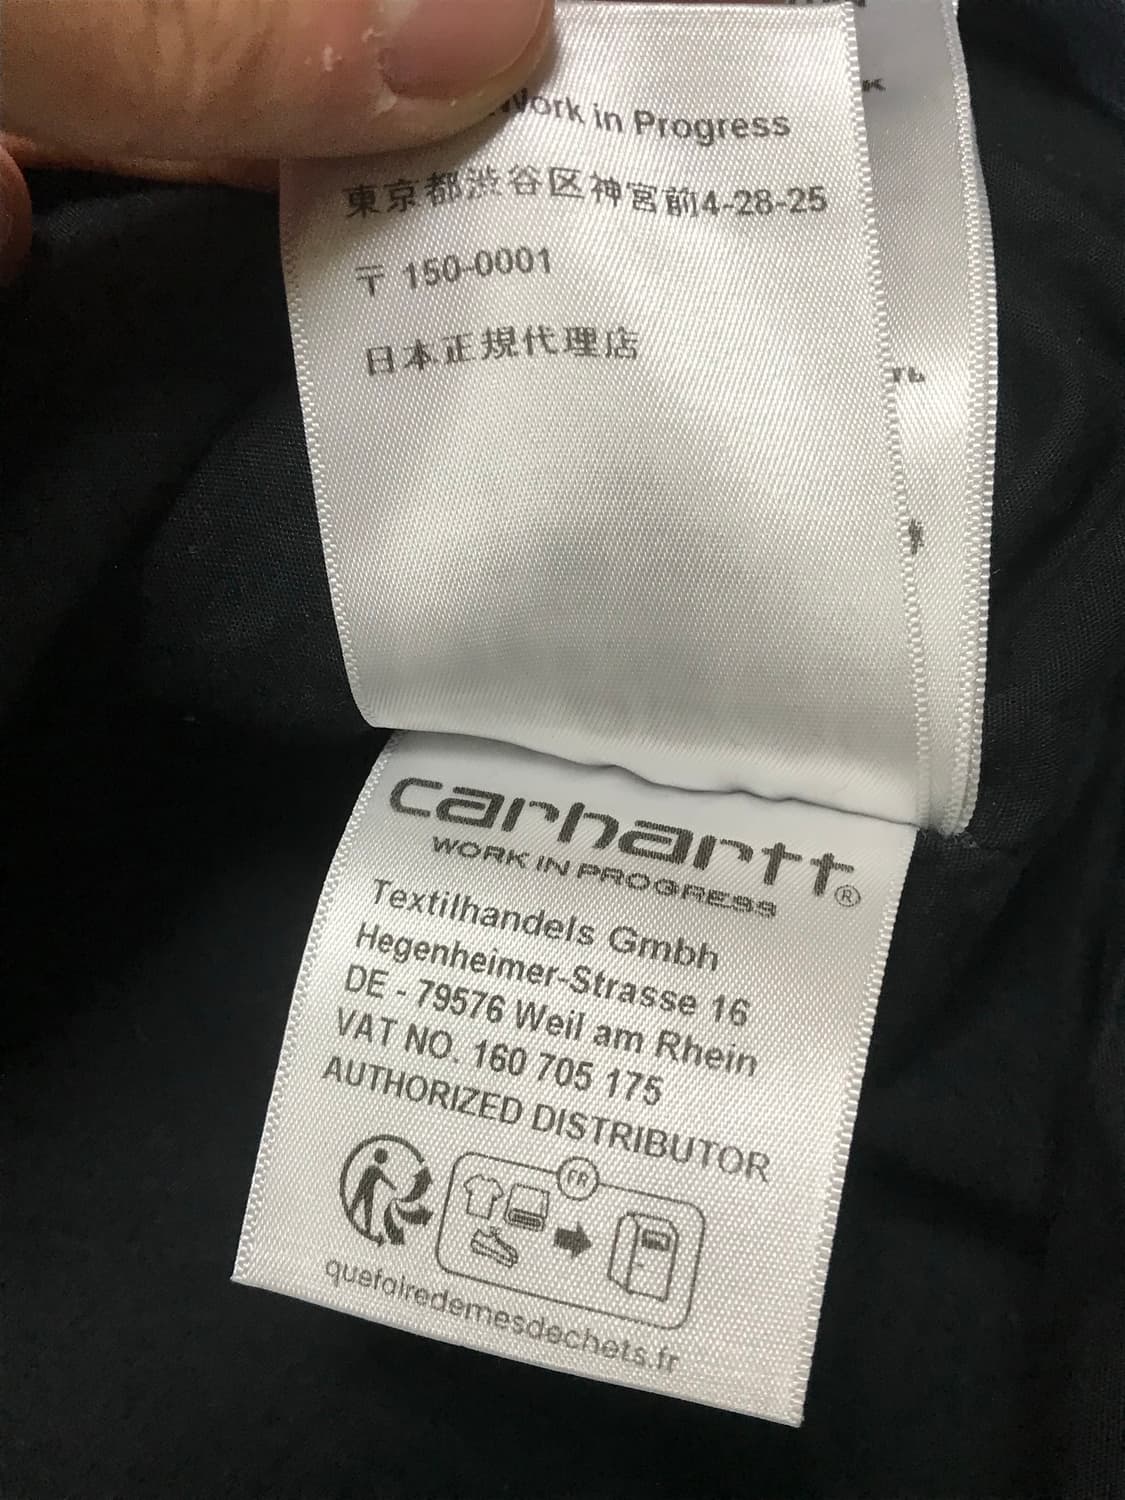 Work in Progress
東京都渋谷区神宮前4-28-25
〒 150-0001
日本正規代理店
carhartt®
WORK IN PROGRESS
Textilhandels Gmbh
Hegenheimer-Strasse 16
DE - 79576 Weil am Rhein
VAT NO. 160 705 175
AUTHORIZED DISTRIBUTOR
FR
quefairedemesdechets.fr